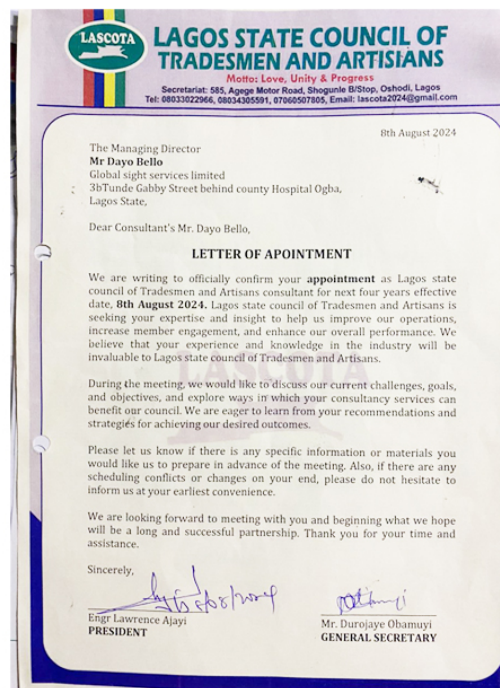 LASCOTA
LAGOS STATE COUNCIL OF
TRADESMEN AND ARTISIANS
Motto: Love, Unity & Progress
Secretariat: 585, Agege Motor Road, Shogunle B/Stop, Oshodi, Lagos
Tel: 08033022966, 08034305591, 07060507805, Email: lascota2024@gmail.com
8th August 2024
The Managing Director
Mr Dayo Bello
Global sight services limited
3bTunde Gabby Street behind county Hospital Ogba,
Lagos State,
Dear Consultant's Mr. Dayo Bello,
LETTER OF APOINTMENT
We are writing to officially confirm your appointment as Lagos state
council of Tradesmen and Artisans consultant for next four years effective
date, 8th August 2024. Lagos state council of Tradesmen and Artisans is
seeking your expertise and insight to help us improve our operations,
increase member engagement, and enhance our overall performance. We
believe that your experience and knowledge in the industry will be
invaluable to Lagos state council of Tradesmen and Artisans.
LASCOTA
During the meeting, we would like to discuss our current challenges, goals,
and objectives, and explore ways in which your consultancy services can
benefit our council. We are eager to learn from your recommendations and
strategies for achieving our desired outcomes.
Please let us know if there is any specific information or materials you
would like us to prepare in advance of the meeting. Also, if there are any
scheduling conflicts or changes on your end, please do not hesitate to
inform us at your earliest convenience.
We are looking forward to meeting with you and beginning what we hope
will be a long and successful partnership. Thank you for your time and
assistance.
Sincerely,
Engr Lawrence Ajayi
PRESIDENT
Mr. Durojaye Obamuyi
GENERAL SECRETARY